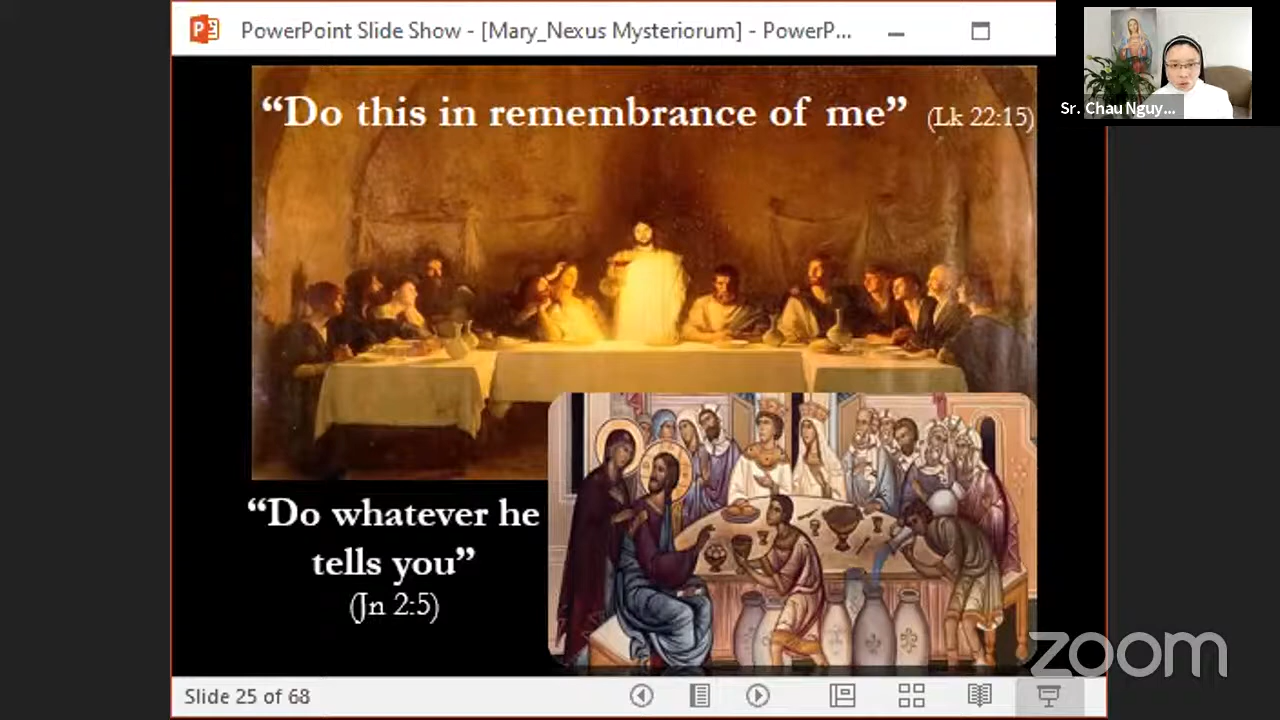 PowerPoint Slide Show - [Mary_Nexus Mysteriorum] - PowerP...
Sr. Chau Nguy...
“Do this in remembrance of me” (Lk 22:15)
“Do whatever he
tells you”
(Jn 2:5)
zoom
Slide 25 of 68